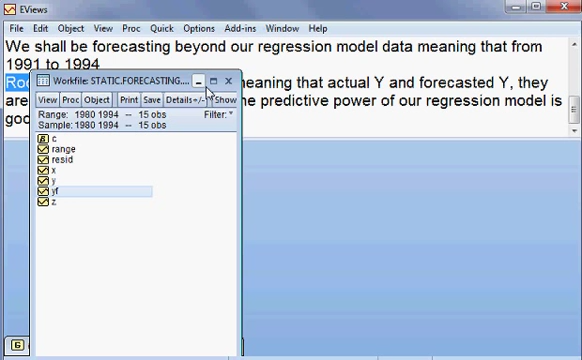 EViews
File Edit Object View Proc Quick Options Add-ins Window Help
We shall be forecasting beyond our regression model data meaning that from
1991 to 1994
Roo
meaning that actual Y and forecasted Y, they
are
he predictive power of our regression model is
goo
Workfile: STATIC.FORECASTING....
View Proc Object Print Save Details+/- Show
Range: 1980 1994 -- 15 obs Filter: *
Sample: 1980 1994 -- 15 obs
c
range
resid
x
y
yf
z